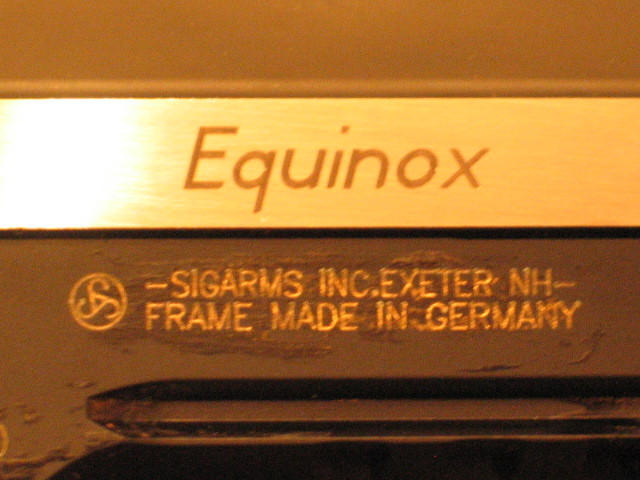 Equinox
-SIGARMS INC.EXETER NH-
FRAME MADE IN GERMANY